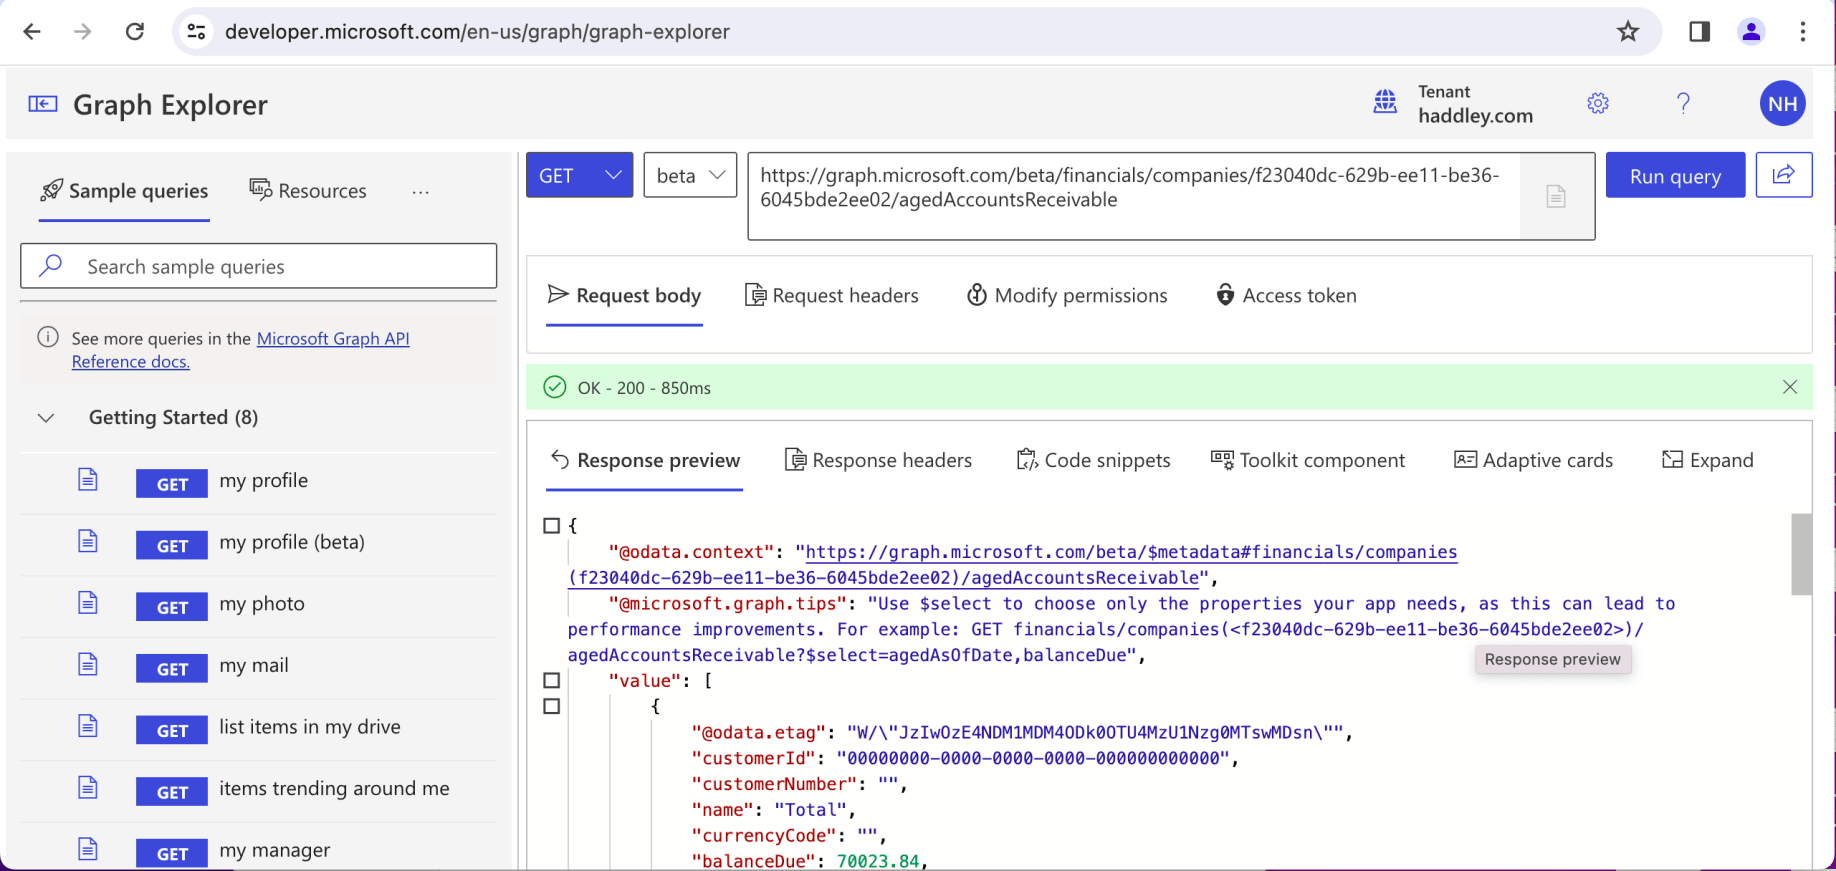 developer.microsoft.com/en-us/graph/graph-explorer
Graph Explorer
Tenant
haddley.com
?
NH
Sample queries
Resources
...
Search sample queries
See more queries in the Microsoft Graph API
Reference docs.
Getting Started (8)
GET my profile
GET my profile (beta)
GET my photo
GET my mail
GET list items in my drive
GET items trending around me
GET my manager
GET
beta
https://graph.microsoft.com/beta/financials/companies/f23040dc-629b-ee11-be36-
6045bde2ee02/agedAccountsReceivable
Run query
Request body
Request headers
Modify permissions
Access token
OK - 200 - 850ms
Response preview
Response headers
Code snippets
Toolkit component
Adaptive cards
Expand
{
"@odata.context": "https://graph.microsoft.com/beta/$metadata#financials/companies
(f23040dc-629b-ee11-be36-6045bde2ee02)/agedAccountsReceivable",
"@microsoft.graph.tips": "Use $select to choose only the properties your app needs, as this can lead to
performance improvements. For example: GET financials/companies(<f23040dc-629b-ee11-be36-6045bde2ee02>)/
agedAccountsReceivable?$select=agedAsOfDate,balanceDue",
Response preview
"value": [
{
"@odata.etag": "W/\"JzIwOzE4NDM1MDM4ODk0OTU4MzU1Nzg0MTswMDsn\"",
"customerId": "00000000-0000-0000-0000-000000000000",
"customerNumber": "",
"name": "Total",
"currencyCode": "",
"balanceDue": 70023.84,